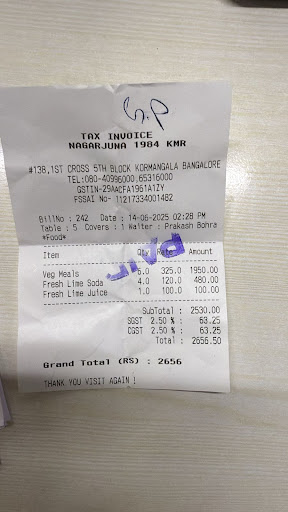 TAX INVOICE
NAGARJUNA 1984 KMR
#138,1ST CROSS 5TH BLOCK KORMANGALA BANGALORE
TEL:080-40996000,65316000
GSTIN-29AACFA1961A1ZY
FSSAI No- 11217334001482
BillNo : 242 Date : 14-06-2025 02:28 PM
Table : 5 Covers : 1 Waiter : Prakash Bohra
*Food*
Item Qty Rate Amount
Veg Meals 6.0 325.0 1950.00
Fresh Lime Soda 4.0 120.0 480.00
Fresh Lime Juice 1.0 100.0 100.00
PAID
SubTotal : 2530.00
SGST 2.50 % : 63.25
CGST 2.50 % : 63.25
Total : 2656.50
Grand Total (RS) : 2656
THANK YOU VISIT AGAIN !